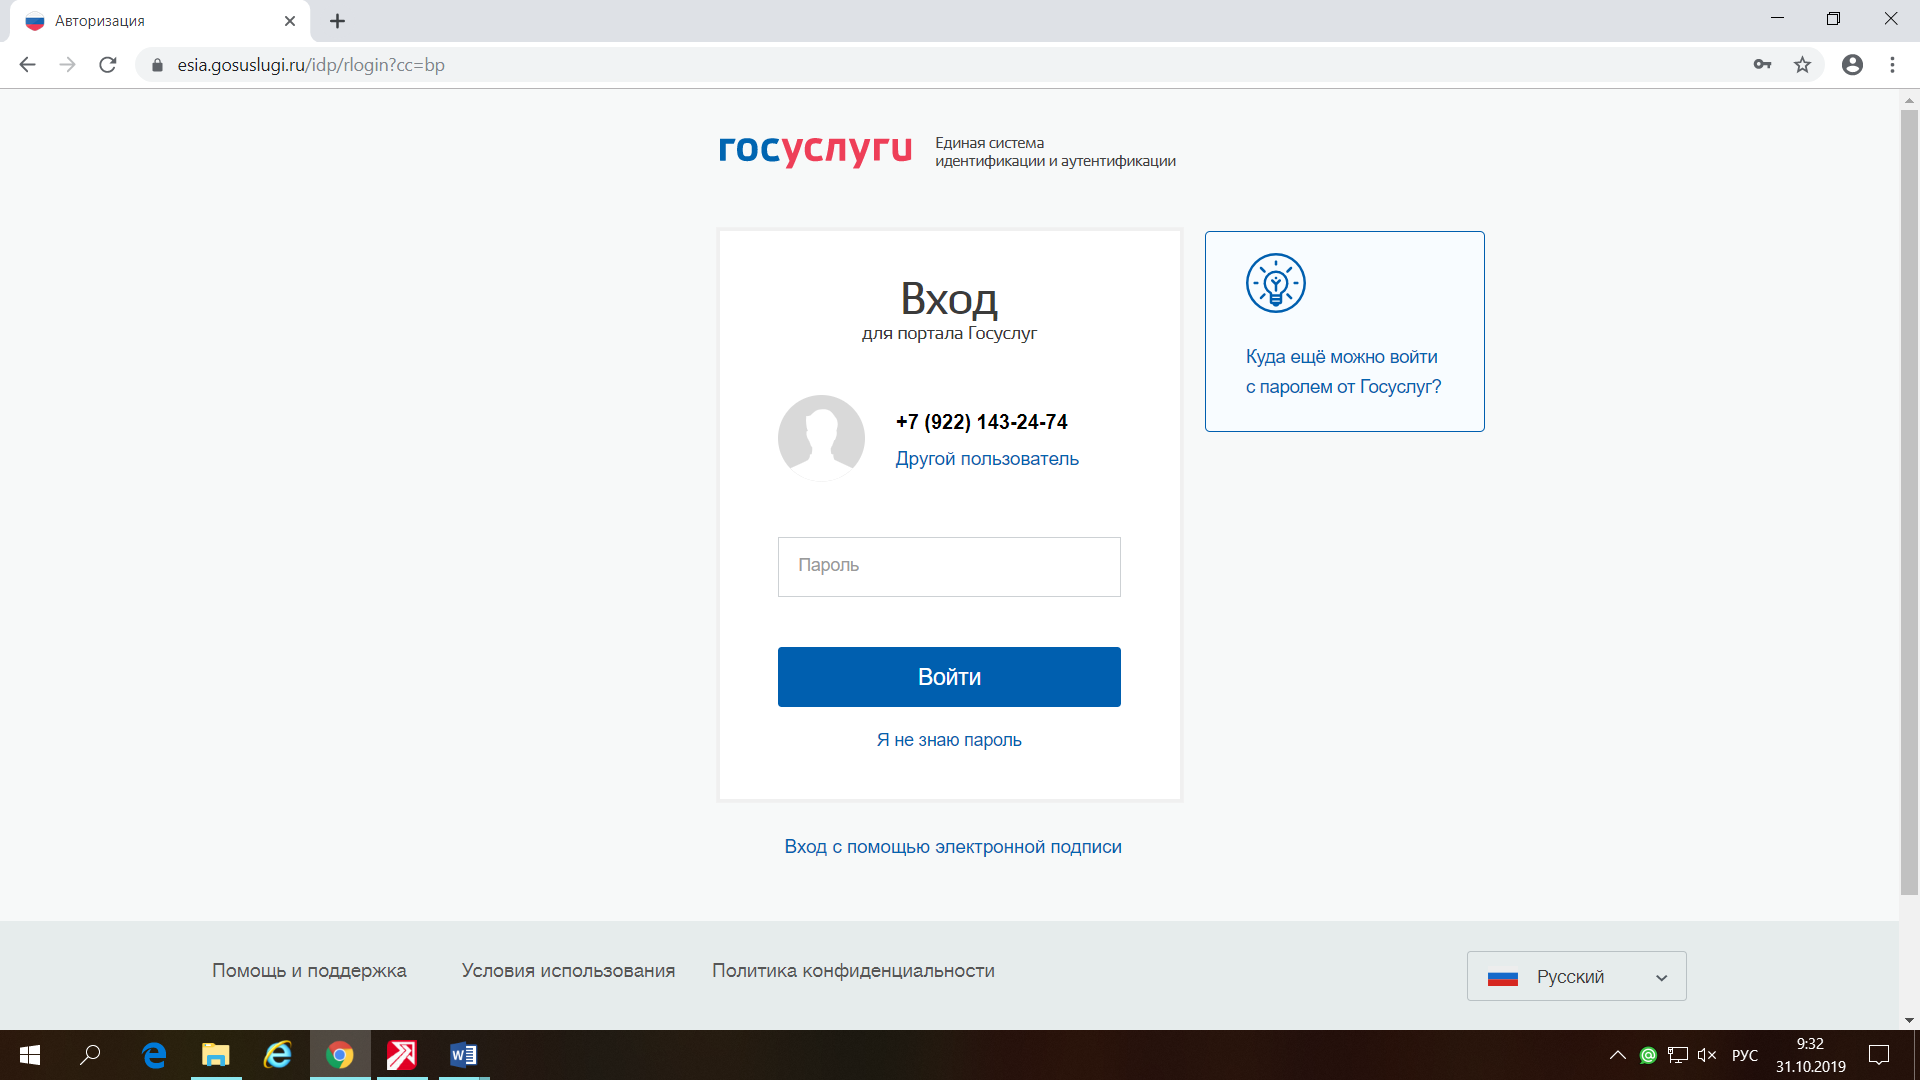 Авторизация
esia.gosuslugi.ru/idp/rlogin?cc=bp
госуслуги
Единая система
идентификации и аутентификации
Вход
для портала Госуслуг
+7 (922) 143-24-74
Другой пользователь
Пароль
Войти
Я не знаю пароль
Куда ещё можно войти
с паролем от Госуслуг?
Вход с помощью электронной подписи
Помощь и поддержка
Условия использования
Политика конфиденциальности
Русский
РУС
9:32
31.10.2019